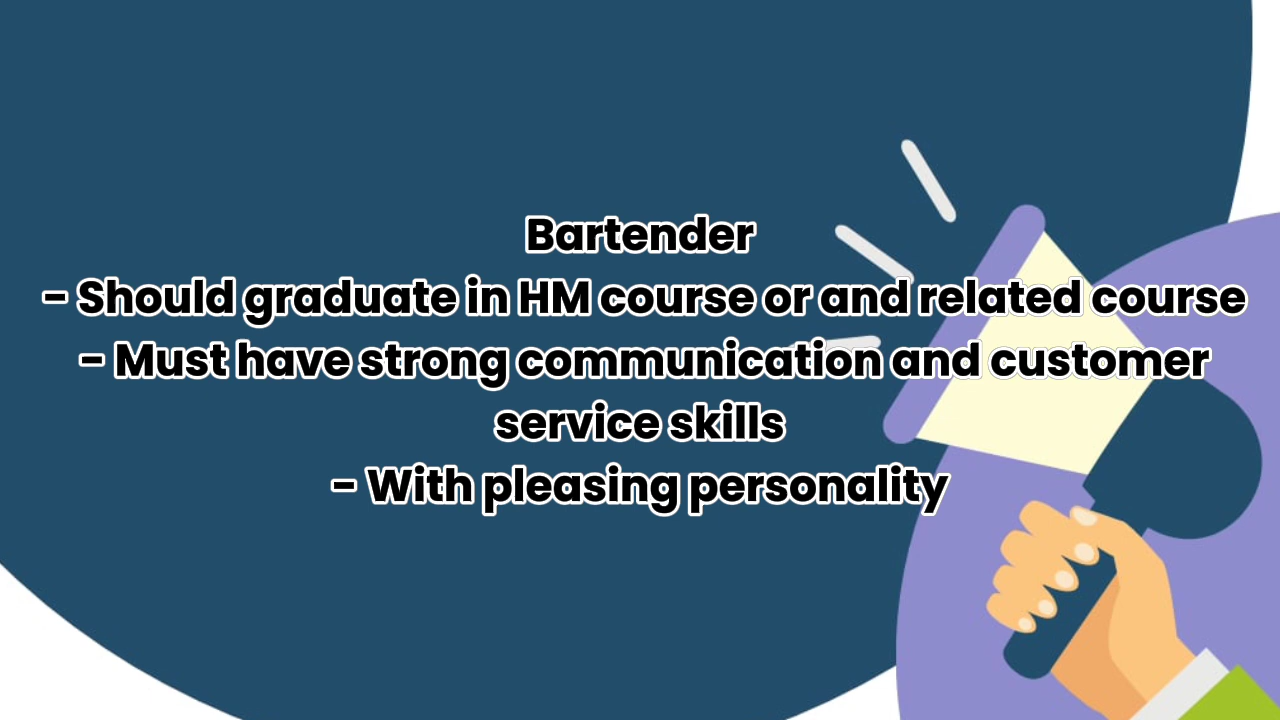 Bartender
- Should graduate in HM course or and related course
- Must have strong communication and customer
service skills
- With pleasing personality